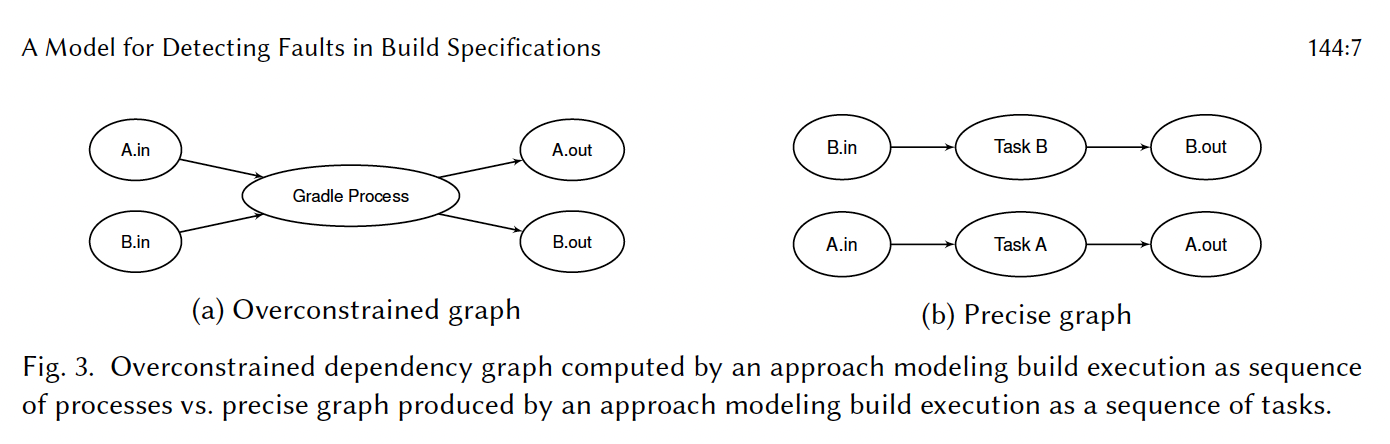 A Model for Detecting Faults in Build Specifications 144:7
A.in
A.out
Gradle Process
B.in
B.out
(a) Overconstrained graph
B.in
Task B
B.out
A.in
Task A
A.out
(b) Precise graph
Fig. 3. Overconstrained dependency graph computed by an approach modeling build execution as sequence
of processes vs. precise graph produced by an approach modeling build execution as a sequence of tasks.